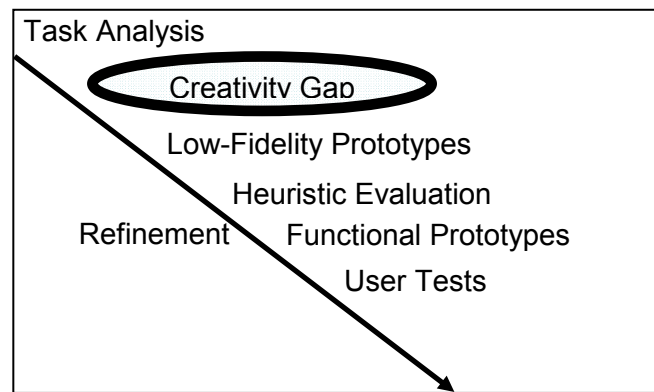 Task Analysis
Creativity Gap
Low-Fidelity Prototypes
Heuristic Evaluation
Refinement Functional Prototypes
User Tests